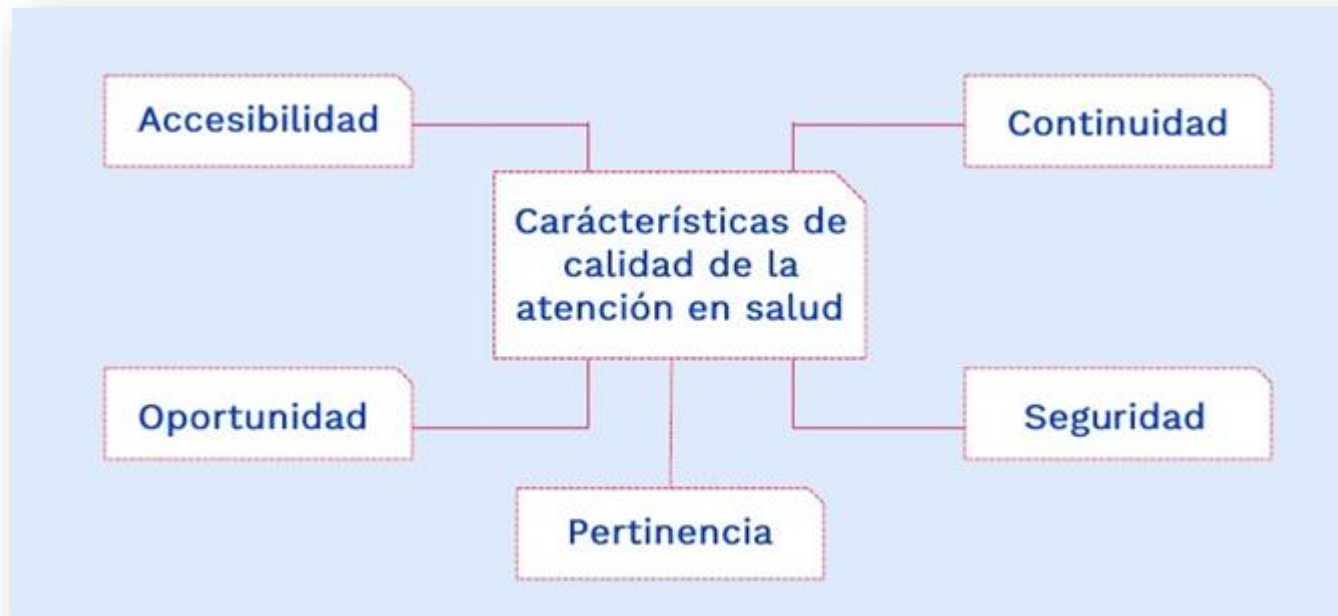 Accesibilidad
Continuidad
Carácterísticas de
calidad de la
atención en salud
Oportunidad
Seguridad
Pertinencia